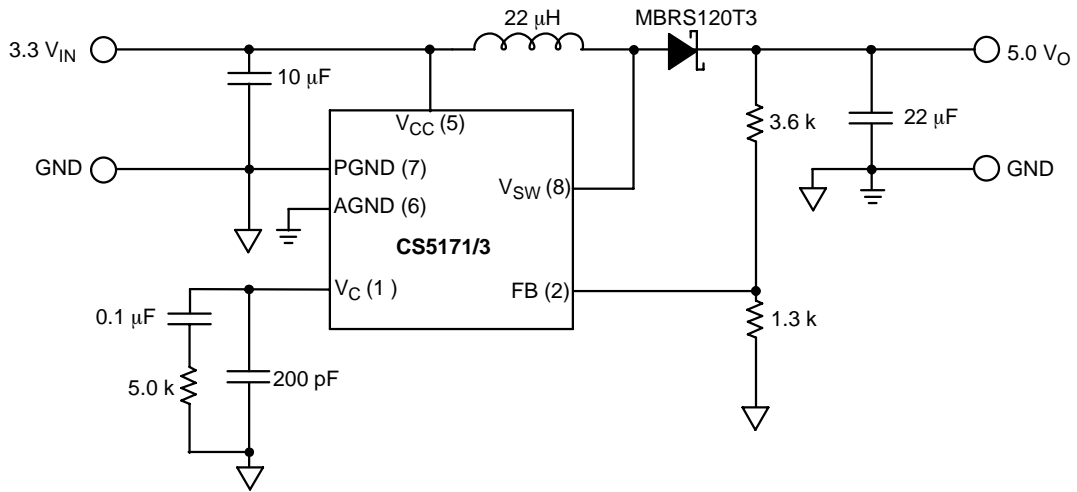 22 μH
MBRS120T3
3.3 V_IN
5.0 V_O
10 μF
V_CC (5)
3.6 k
22 μF
GND
PGND (7)
V_SW (8)
GND
AGND (6)
CS5171/3
V_C (1 )
FB (2)
0.1 μF
1.3 k
5.0 k
200 pF